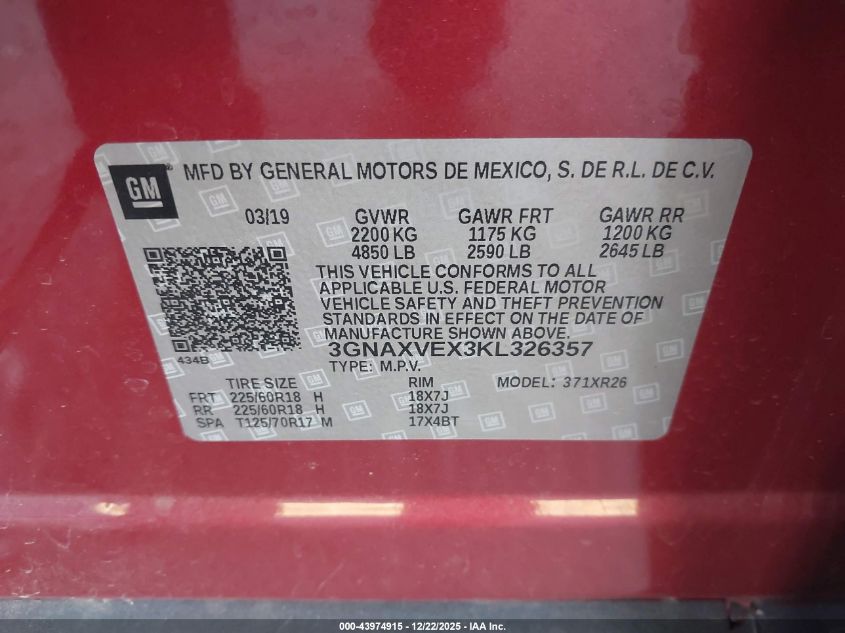 GM
MFD BY GENERAL MOTORS DE MEXICO, S. DE R.L. DE C.V.
03/19 GVWR GAWR FRT GAWR RR
2200 KG 1175 KG 1200 KG
4850 LB 2590 LB 2645 LB
THIS VEHICLE CONFORMS TO ALL
APPLICABLE U.S. FEDERAL MOTOR
VEHICLE SAFETY AND THEFT PREVENTION
STANDARDS IN EFFECT ON THE DATE OF
MANUFACTURE SHOWN ABOVE.
434B
3GNAXVEX3KL326357
TYPE: M.P.V.
TIRE SIZE RIM MODEL: 371XR26
FRT 225/60R18 H 18X7J
RR 225/60R18 H 18X7J
SPA T125/70R17 M 17X4BT
000-43974915 - 12/22/2025 - IAA Inc.